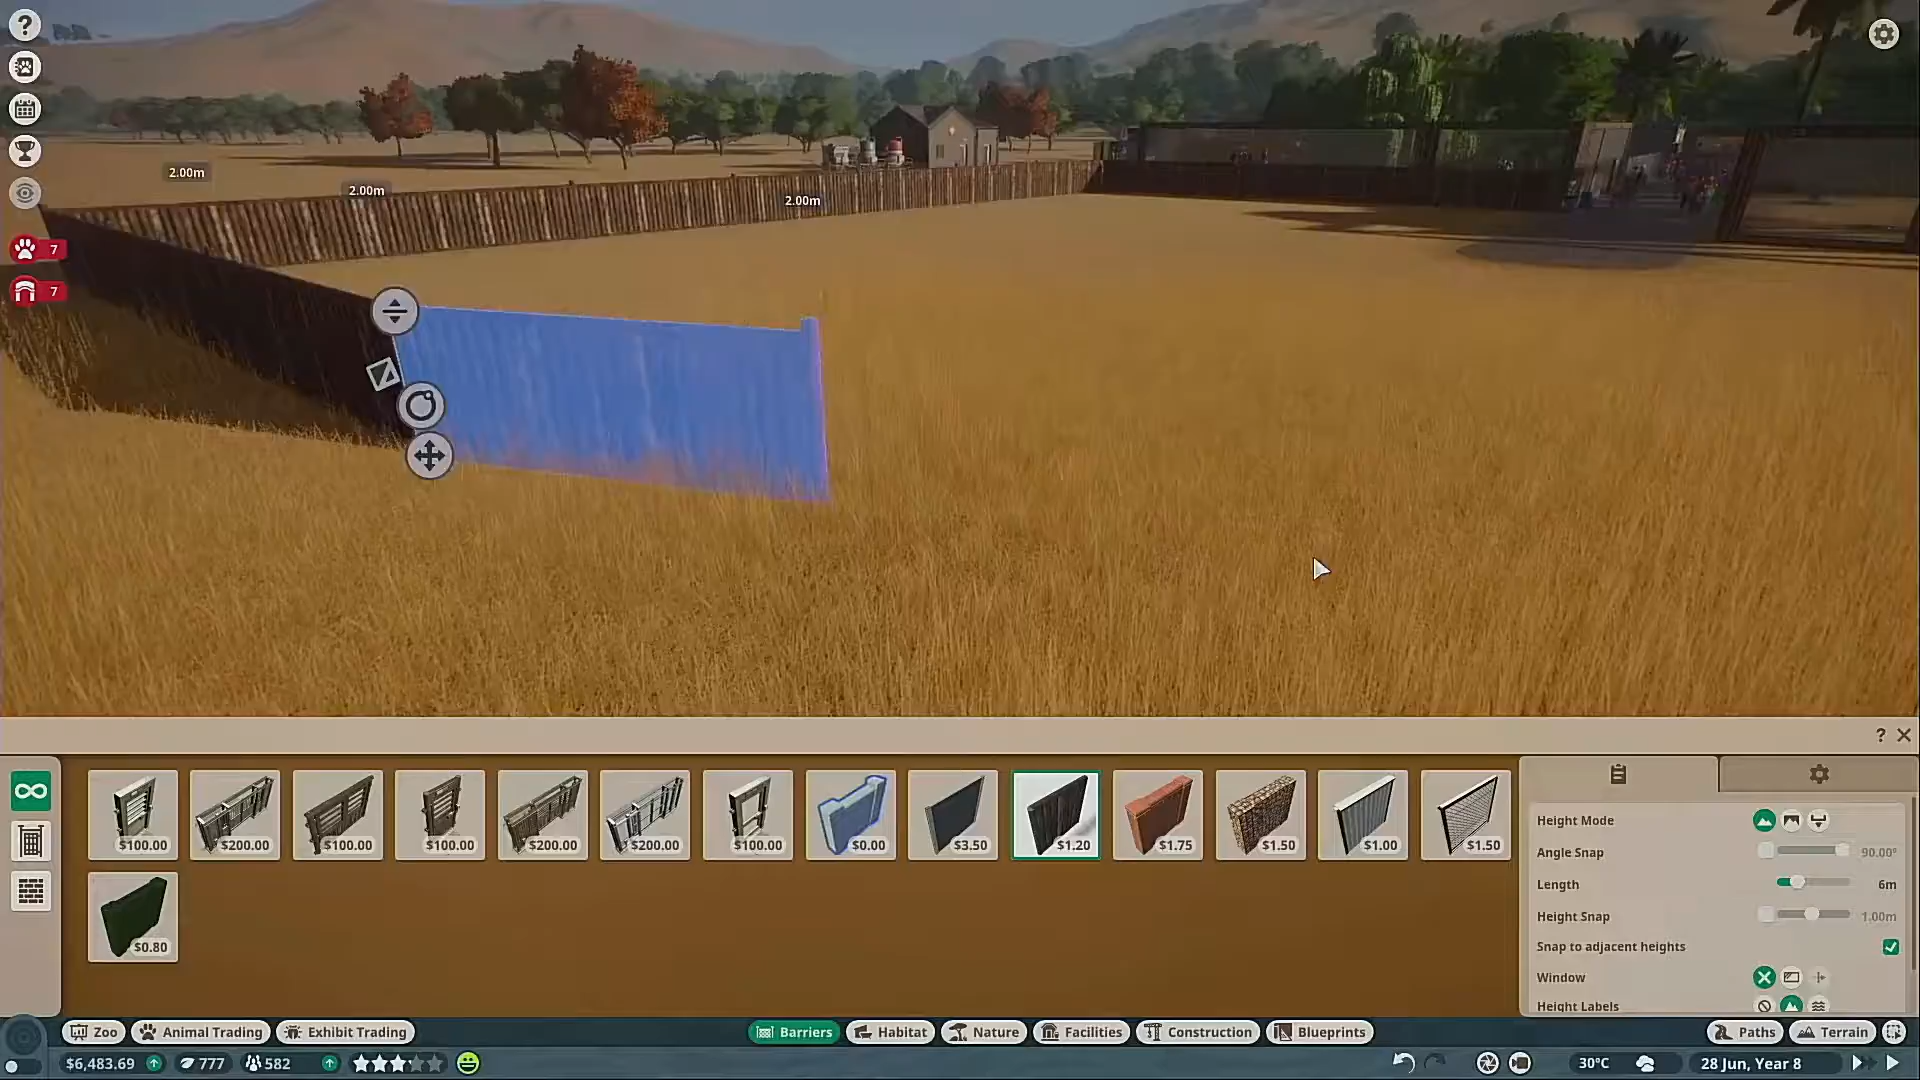 ?
2.00m
2.00m
2.00m
7
7
? ×
$100.00 $200.00 $100.00 $100.00 $200.00 $200.00 $100.00 $0.00 $3.50 $1.20 $1.75 $1.50 $1.00 $1.50
$0.80
Height Mode
Angle Snap 90.00°
Length 6m
Height Snap 1.00m
Snap to adjacent heights
Window
Height Labels
Zoo Animal Trading Exhibit Trading Barriers Habitat Nature Facilities Construction Blueprints Paths Terrain
$6,483.69 777 582 30°C 28 Jun, Year 8